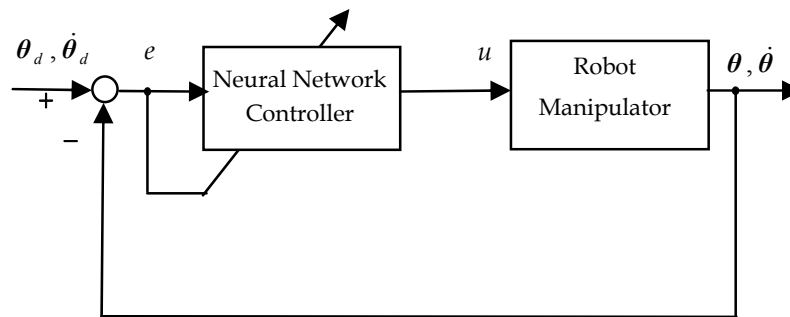 θ_d , θ̇_d
e
Neural Network
Controller
u
Robot
Manipulator
θ , θ̇
+
−